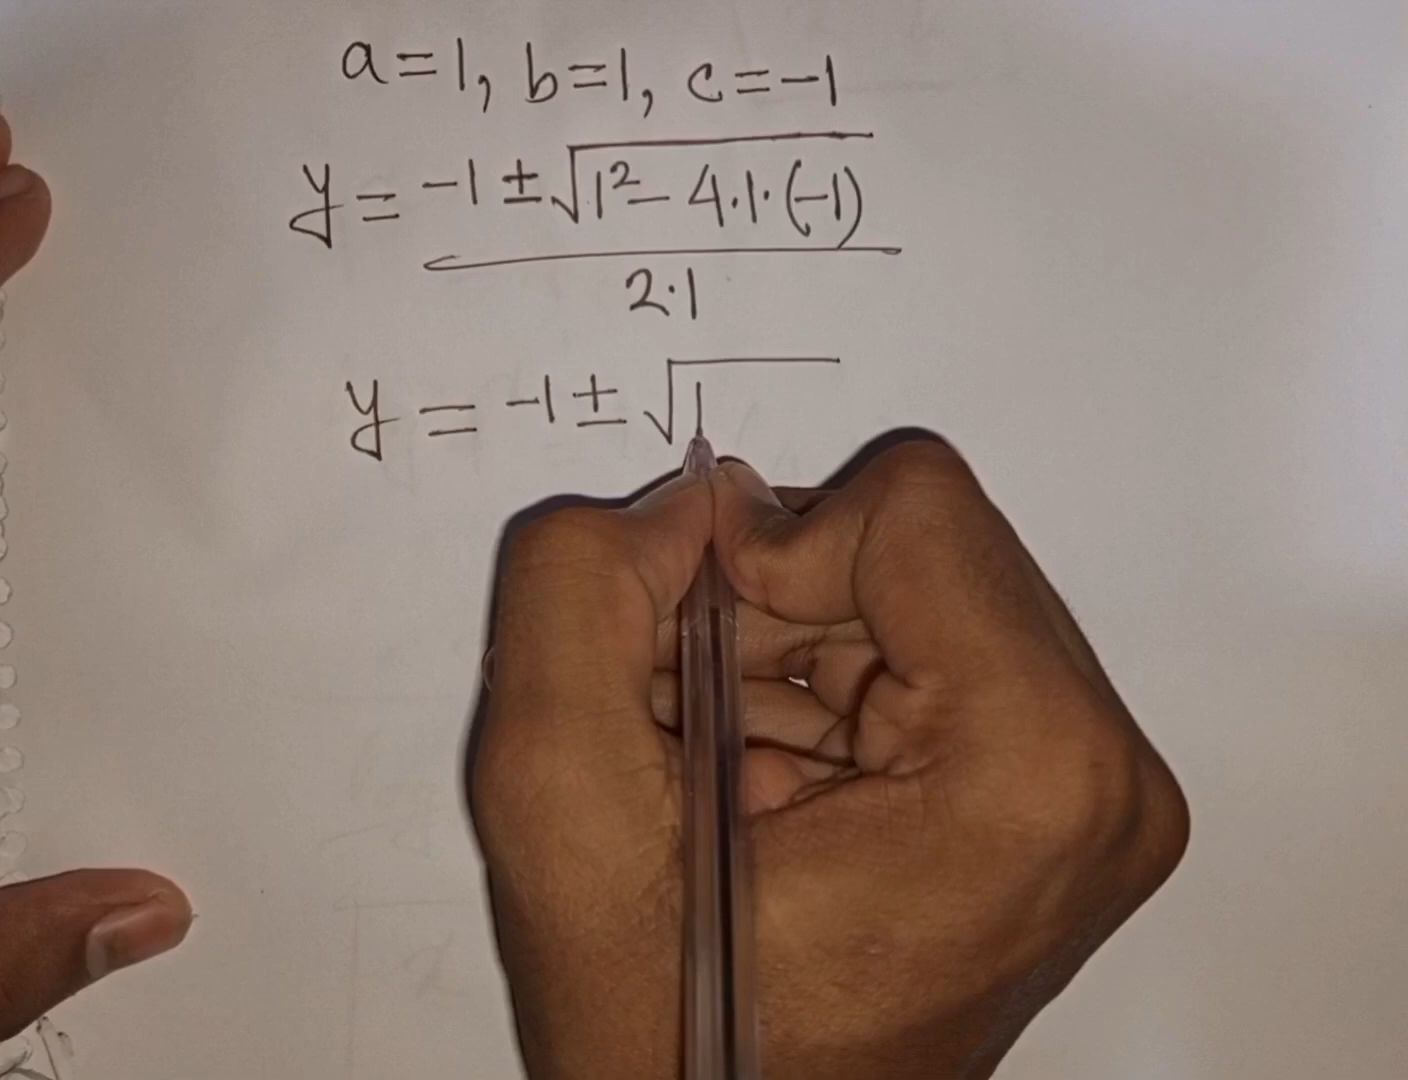 a=1, b=1, c=-1
y = -1 ± √1² - 4·1·(-1)
2·1
y = -1 ± √1